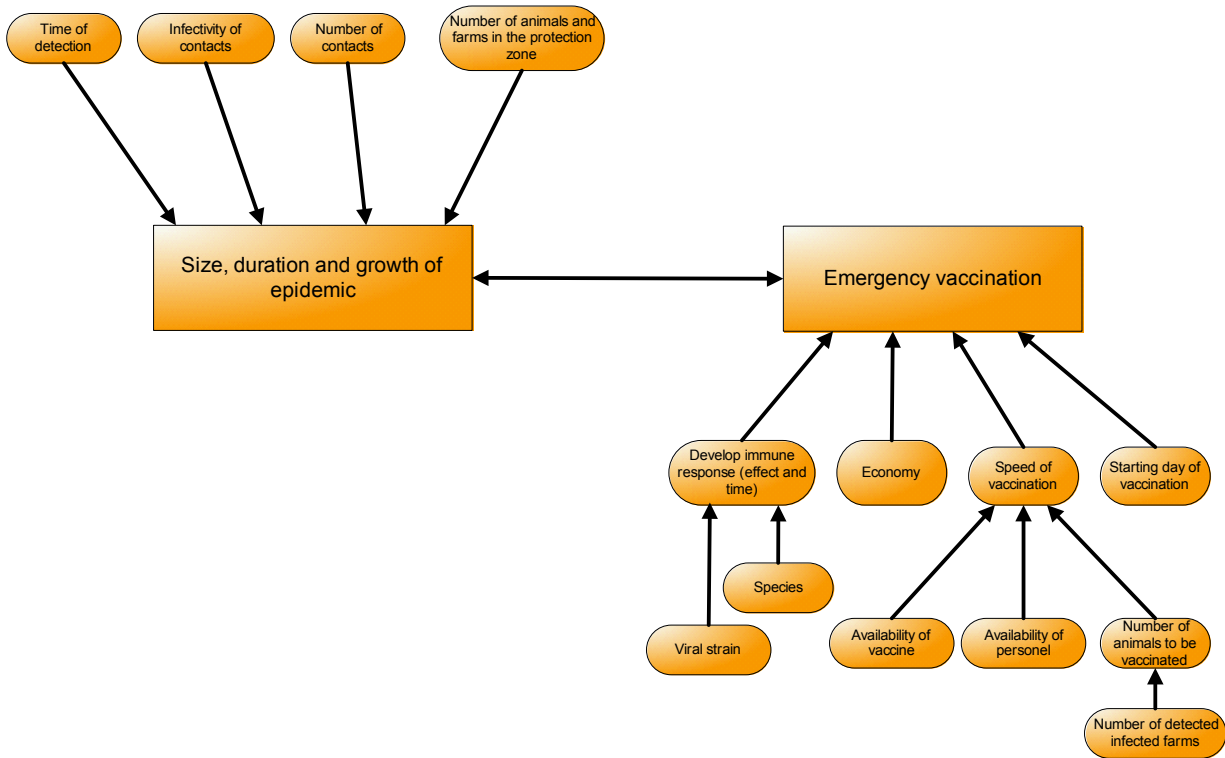 Time of
detection
Infectivity of
contacts
Number of
contacts
Number of animals and
farms in the protection
zone
Size, duration and growth of
epidemic
Emergency vaccination
Develop immune
response (effect and
time)
Economy
Speed of
vaccination
Starting day of
vaccination
Species
Viral strain
Availability of
vaccine
Availability of
personel
Number of
animals to be
vaccinated
Number of detected
infected farms